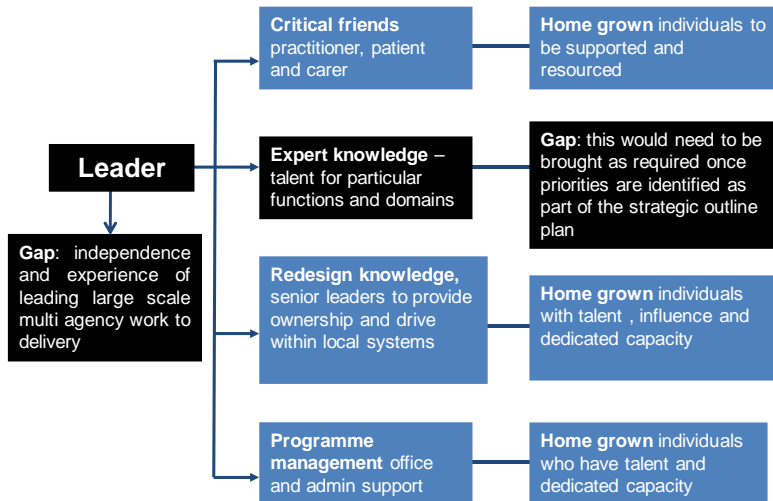 Critical friends
practitioner, patient
and carer
Home grown individuals to
be supported and
resourced
Leader
Expert knowledge –
talent for particular
functions and domains
Gap: this would need to be
brought as required once
priorities are identified as
part of the strategic outline
plan
Gap: independence
and experience of
leading large scale
multi agency work to
delivery
Redesign knowledge,
senior leaders to provide
ownership and drive
within local systems
Home grown individuals
with talent , influence and
dedicated capacity
Programme
management office
and admin support
Home grown individuals
who have talent and
dedicated capacity